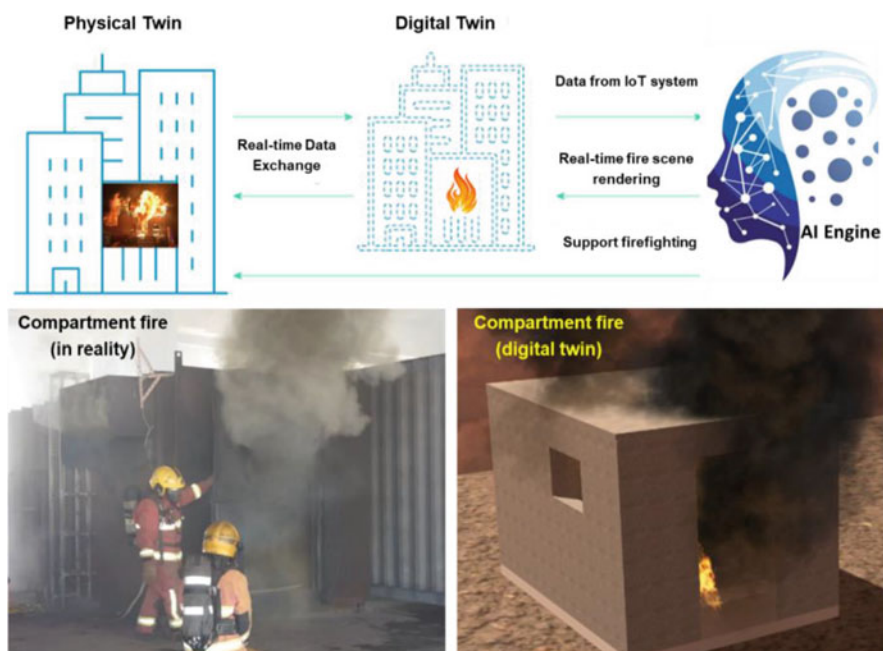 Physical Twin
Digital Twin
Data from IoT system
Real-time Data
Exchange
Real-time fire scene
rendering
AI Engine
Support firefighting
Compartment fire
(in reality)
Compartment fire
(digital twin)